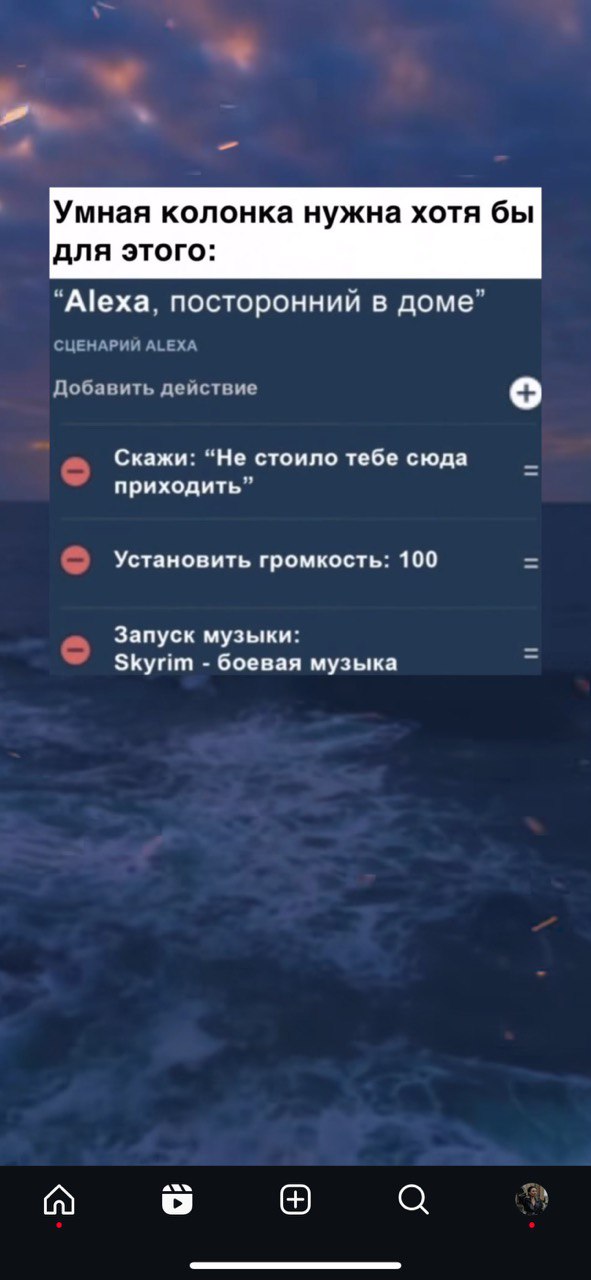 Умная колонка нужна хотя бы
для этого:
“Alexa, посторонний в доме”
СЦЕНАРИЙ ALEXA
Добавить действие
Скажи: “Не стоило тебе сюда
приходить”
Установить громкость: 100
Запуск музыки:
Skyrim - боевая музыка